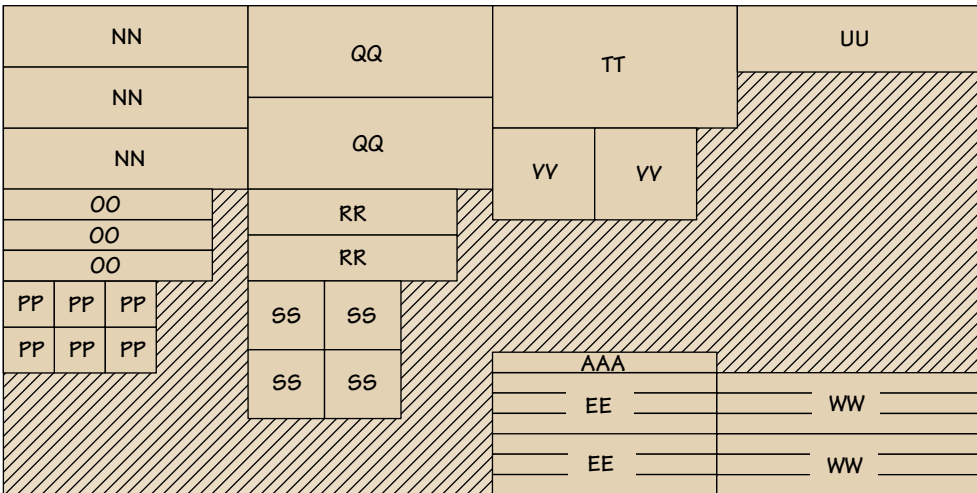 NN
QQ
TT
UU
NN
NN
QQ
VV
VV
OO
OO
OO
RR
RR
PP
PP
PP
PP
PP
PP
SS
SS
SS
SS
AAA
EE
WW
EE
WW